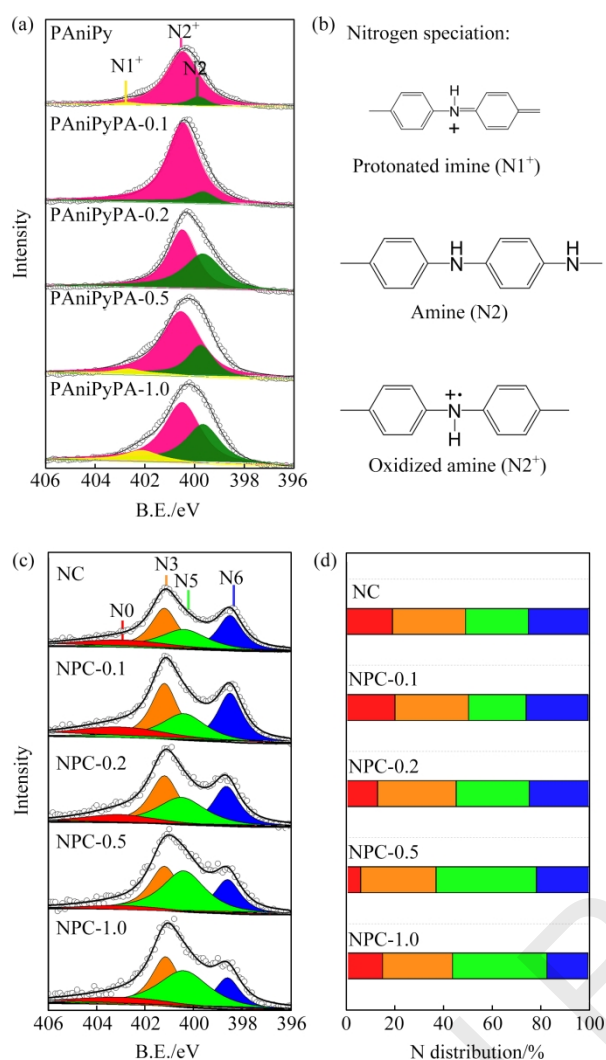 (a)
PAniPy
N2⁺
N1⁺
N2
PAniPyPA-0.1
PAniPyPA-0.2
PAniPyPA-0.5
PAniPyPA-1.0
Intensity
406 404 402 400 398 396
B.E./eV
(b) Nitrogen speciation:
H
N
+
Protonated imine (N1⁺)
H H
N N
Amine (N2)
+•
N
H
Oxidized amine (N2⁺)
(c)
NC
N3
N5
N6
N0
NPC-0.1
NPC-0.2
NPC-0.5
NPC-1.0
Intensity
406 404 402 400 398 396
B.E./eV
(d)
NC
NPC-0.1
NPC-0.2
NPC-0.5
NPC-1.0
0 20 40 60 80 100
N distribution/%